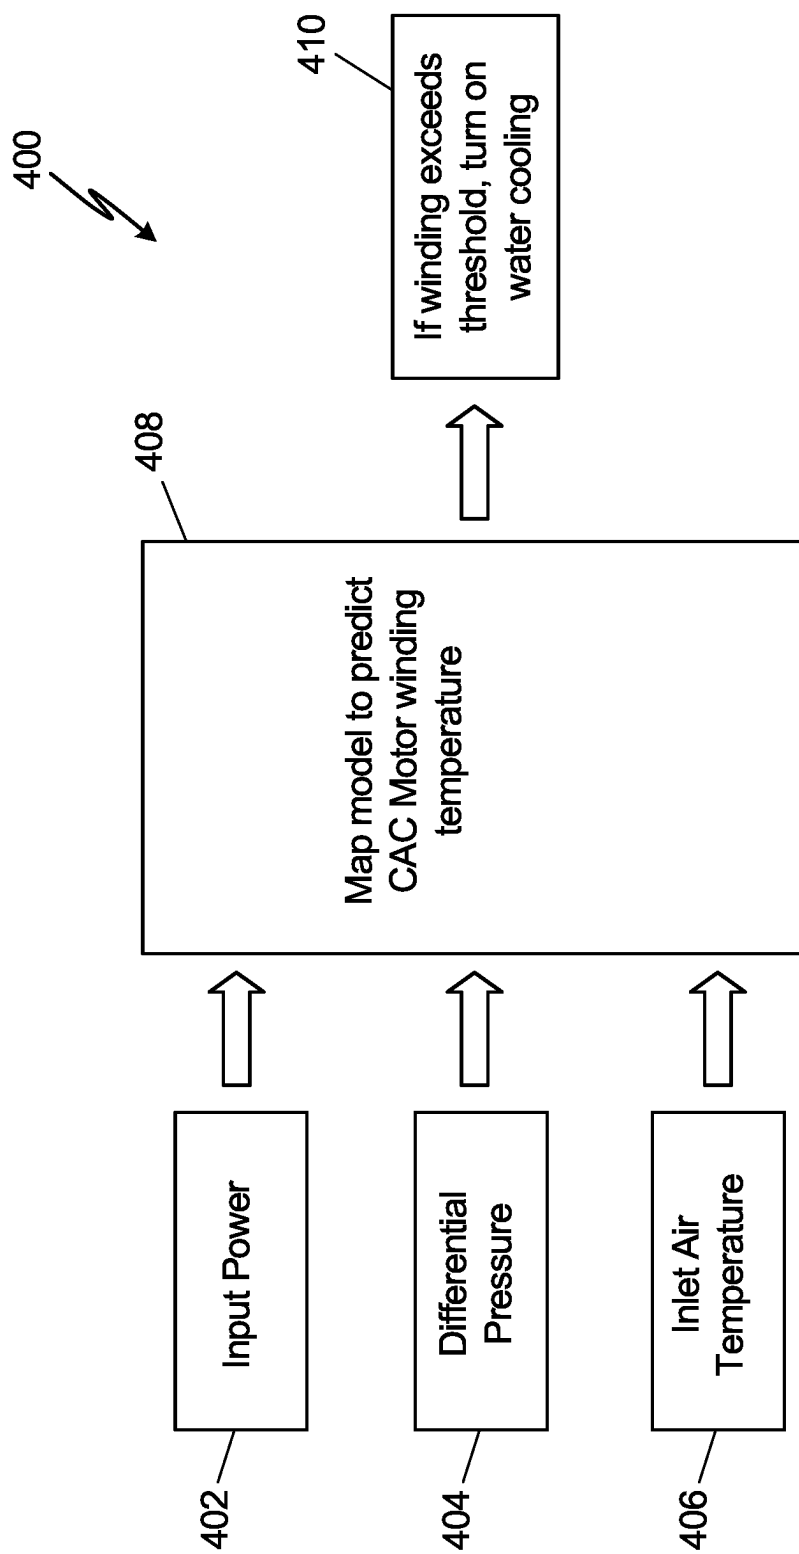 400
402
Input Power
404
Differential
Pressure
406
Inlet Air
Temperature
408
Map model to predict
CAC Motor winding
temperature
410
If winding exceeds
threshold, turn on
water cooling